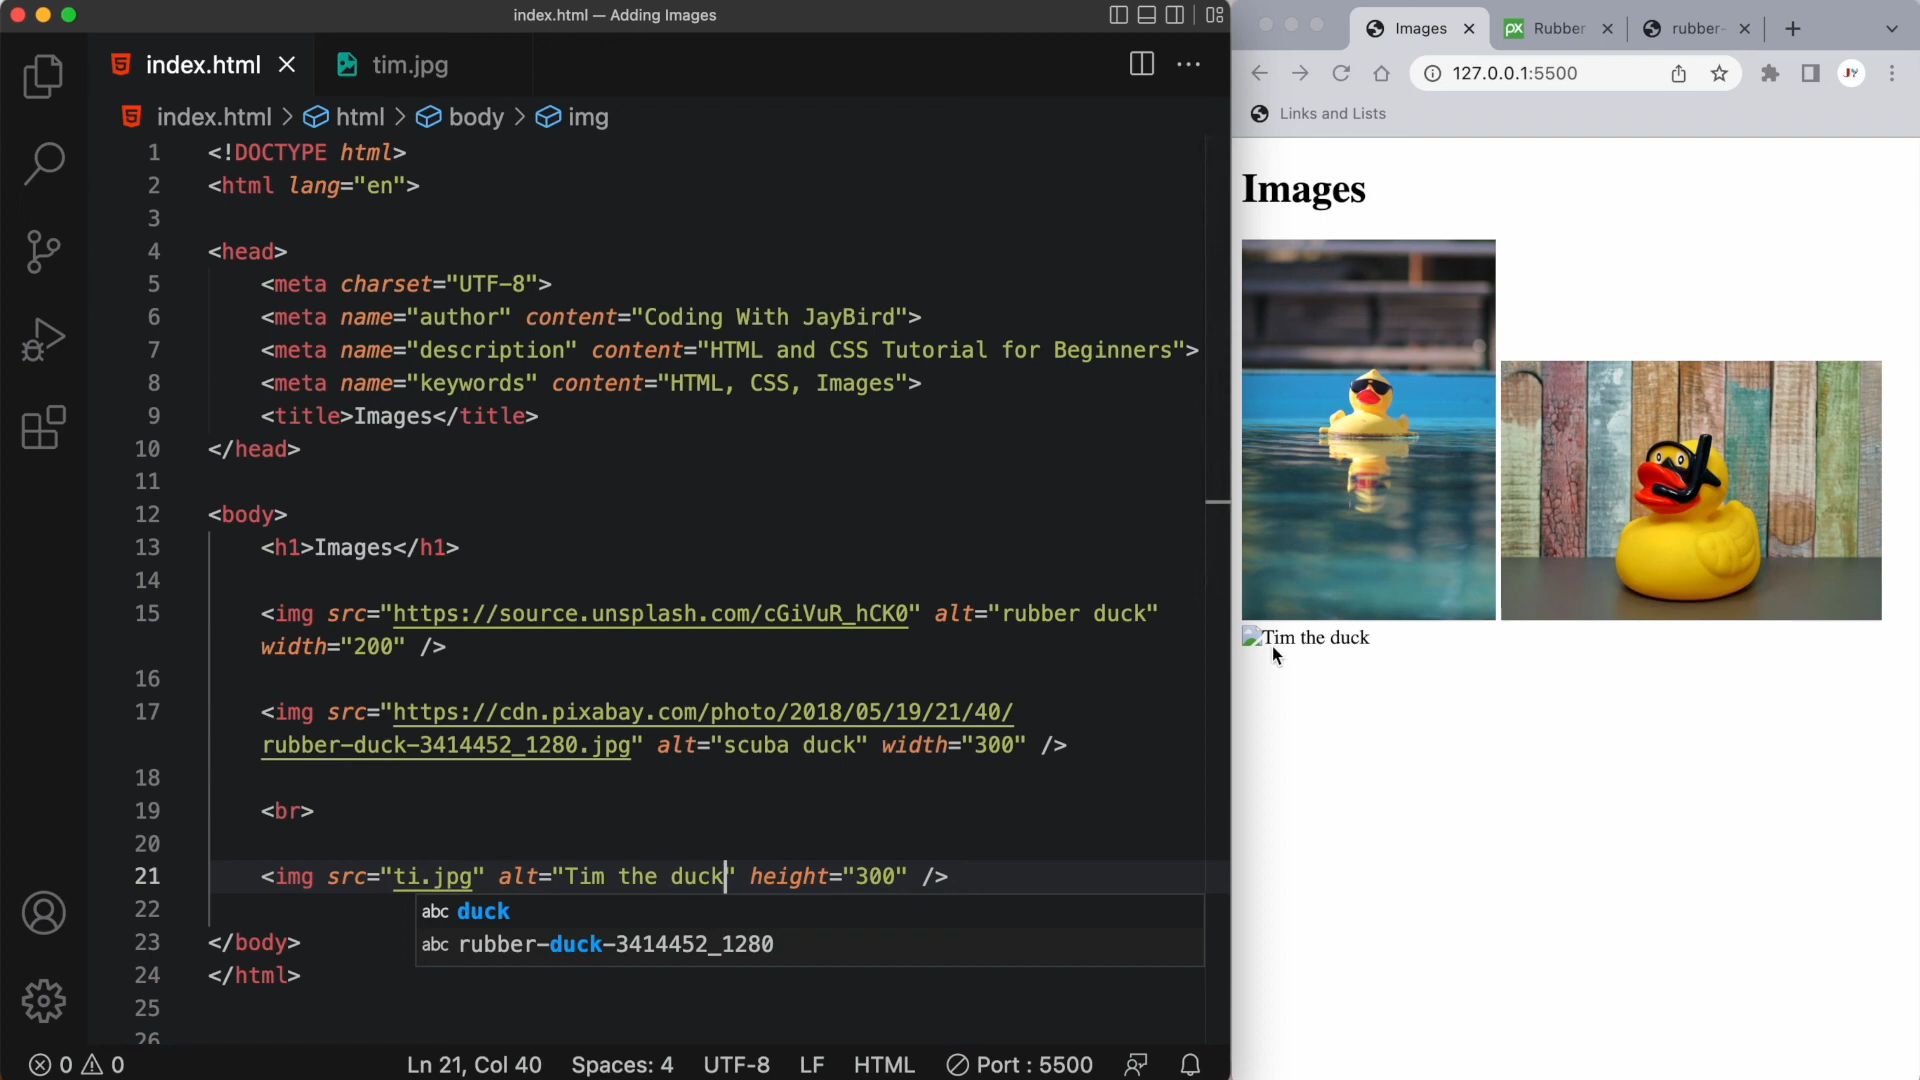 index.html — Adding Images
index.html
tim.jpg
index.html > html > body > img
1 <!DOCTYPE html>
2 <html lang="en">
3
4 <head>
5 <meta charset="UTF-8">
6 <meta name="author" content="Coding With JayBird">
7 <meta name="description" content="HTML and CSS Tutorial for Beginners">
8 <meta name="keywords" content="HTML, CSS, Images">
9 <title>Images</title>
10 </head>
11
12 <body>
13 <h1>Images</h1>
14
15 <img src="https://source.unsplash.com/cGiVuR_hCK0" alt="rubber duck"
width="200" />
16
17 <img src="https://cdn.pixabay.com/photo/2018/05/19/21/40/
rubber-duck-3414452_1280.jpg" alt="scuba duck" width="300" />
18
19 <br>
20
21 <img src="ti.jpg" alt="Tim the duck" height="300" />
22
abc duck
abc rubber-duck-3414452_1280
23 </body>
24 </html>
25
26
0 0
Ln 21, Col 40
Spaces: 4
UTF-8
LF
HTML
Port : 5500
Images
px Rubber
rubber-
127.0.0.1:5500
JY
Links and Lists
Images
Tim the duck